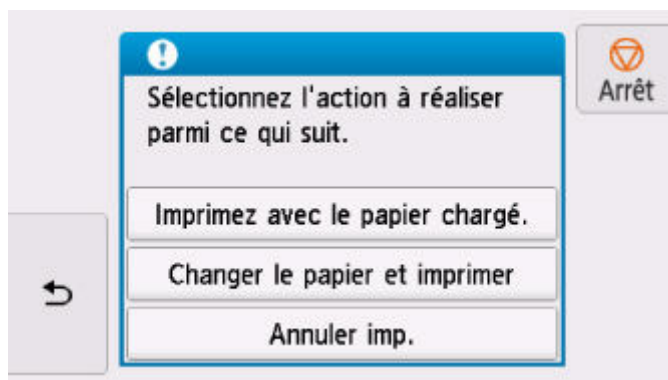 Sélectionnez l'action à réaliser
parmi ce qui suit.
Arrêt
Imprimez avec le papier chargé.
Changer le papier et imprimer
Annuler imp.